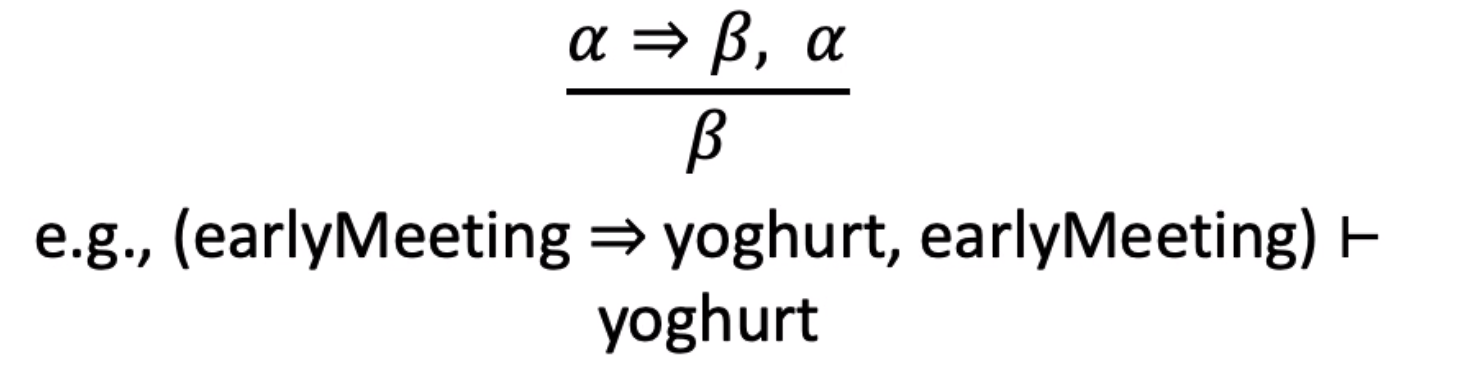 α ⇒ β, α
β
e.g., (earlyMeeting ⇒ yoghurt, earlyMeeting) ⊢
yoghurt